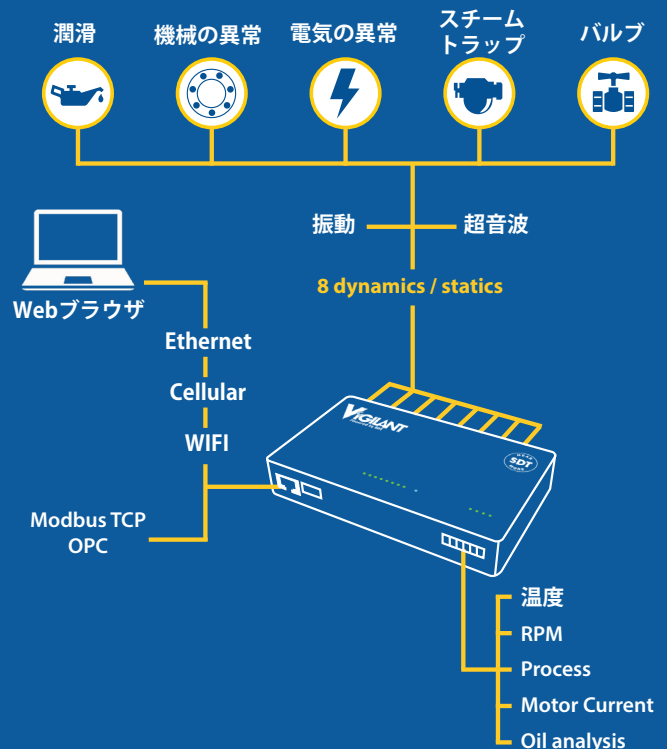 潤滑
機械の異常
電気の異常
スチーム
トラップ
バルブ
振動
超音波
8 dynamics / statics
Webブラウザ
Ethernet
Cellular
WIFI
Modbus TCP
OPC
VIGILANT
SDT
温度
RPM
Process
Motor Current
Oil analysis